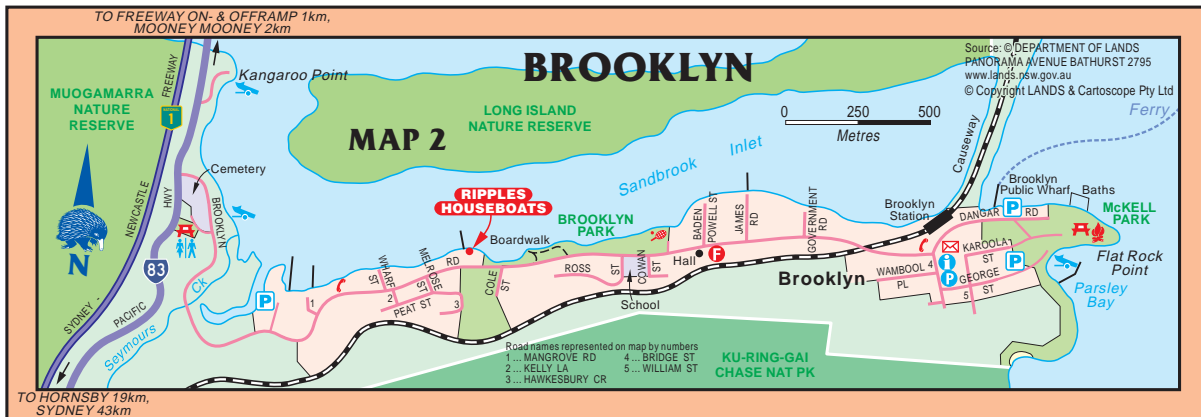 TO FREEWAY ON- & OFFRAMP 1km,
MOONEY MOONEY 2km
BROOKLYN
Source: © DEPARTMENT OF LANDS
PANORAMA AVENUE BATHURST 2795
www.lands.nsw.gov.au
© Copyright LANDS & Cartoscope Pty Ltd
Kangaroo Point
MUOGAMARRA
NATURE
RESERVE
FREEWAY
1
LONG ISLAND
NATURE RESERVE
MAP 2
0 250 500
Metres
Causeway
Ferry
Sandbrook Inlet
Cemetery
NEWCASTLE
HWY
BROOKLYN
N
83
PACIFIC
SYDNEY
Seymours Ck
RIPPLES
HOUSEBOATS
BROOKLYN
PARK
Boardwalk
BADEN
POWELL ST
JAMES
RD
GOVERNMENT
RD
Brooklyn
Station
Brooklyn
Public Wharf
Baths
P
DANGAR RD
McKELL
PARK
Flat Rock
Point
Parsley
Bay
P
1
WHARF
ST
MELROSE
ST
RD
2
PEAT ST
3
COLE
ST
ROSS
ST
COWAN
ST
School
Hall
F
Brooklyn
WAMBOOL
PL
4
KAROOLA
ST
i
P
GEORGE
ST
5
P
Road names represented on map by numbers
1 ... MANGROVE RD
2 ... KELLY LA
3 ... HAWKESBURY CR
4 ... BRIDGE ST
5 ... WILLIAM ST
KU-RING-GAI
CHASE NAT PK
TO HORNSBY 19km,
SYDNEY 43km